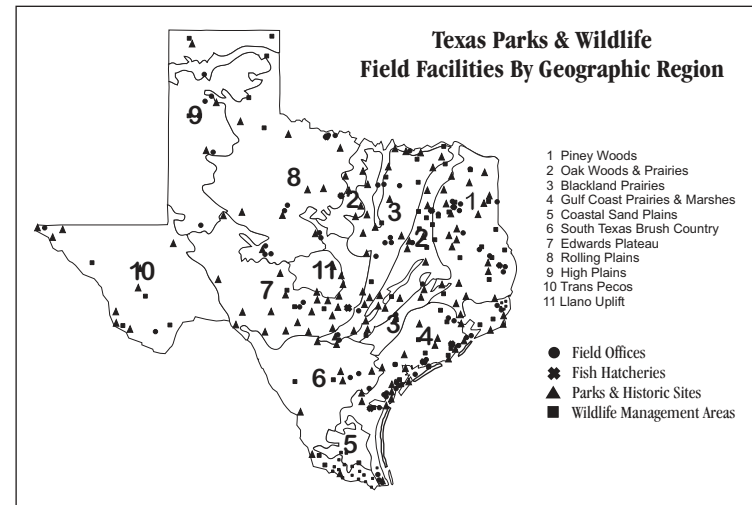 Texas Parks & Wildlife
Field Facilities By Geographic Region
9
8
2
3
1
2
10
11
7
3
4
6
5
1 Piney Woods
2 Oak Woods & Prairies
3 Blackland Prairies
4 Gulf Coast Prairies & Marshes
5 Coastal Sand Plains
6 South Texas Brush Country
7 Edwards Plateau
8 Rolling Plains
9 High Plains
10 Trans Pecos
11 Llano Uplift
Field Offices
Fish Hatcheries
Parks & Historic Sites
Wildlife Management Areas